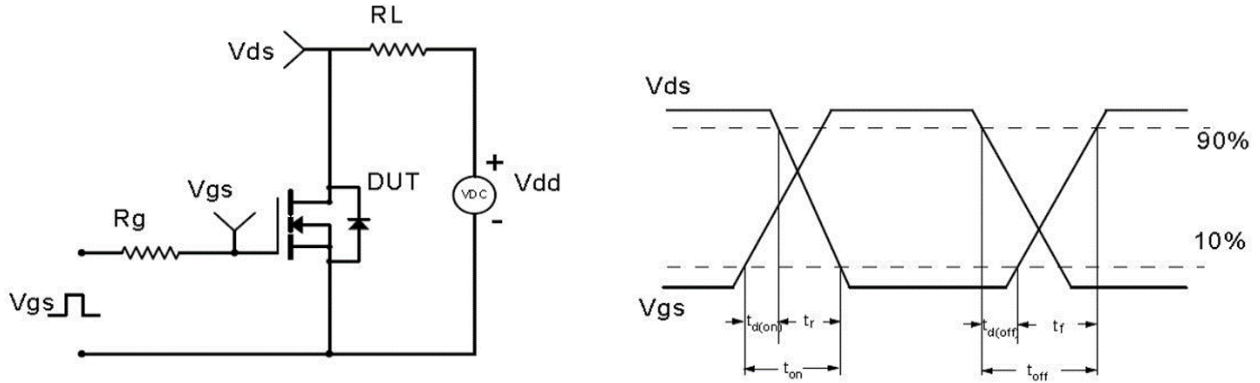 RL
Vds
Vgs
DUT
VDC
+
Vdd
-
Rg
Vgs
Vds
90%
10%
Vgs
td(on)
tr
td(off)
tf
ton
toff